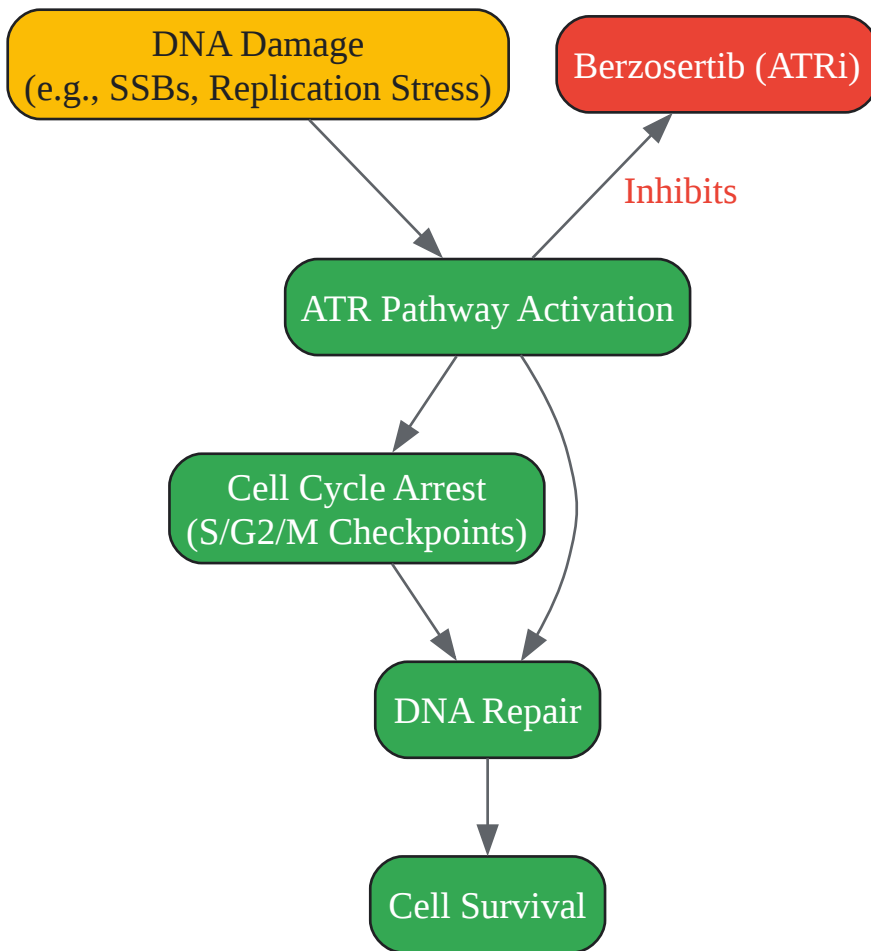 DNA Damage
(e.g., SSBs, Replication Stress)
Berzosertib (ATRi)
Inhibits
ATR Pathway Activation
Cell Cycle Arrest
(S/G2/M Checkpoints)
DNA Repair
Cell Survival